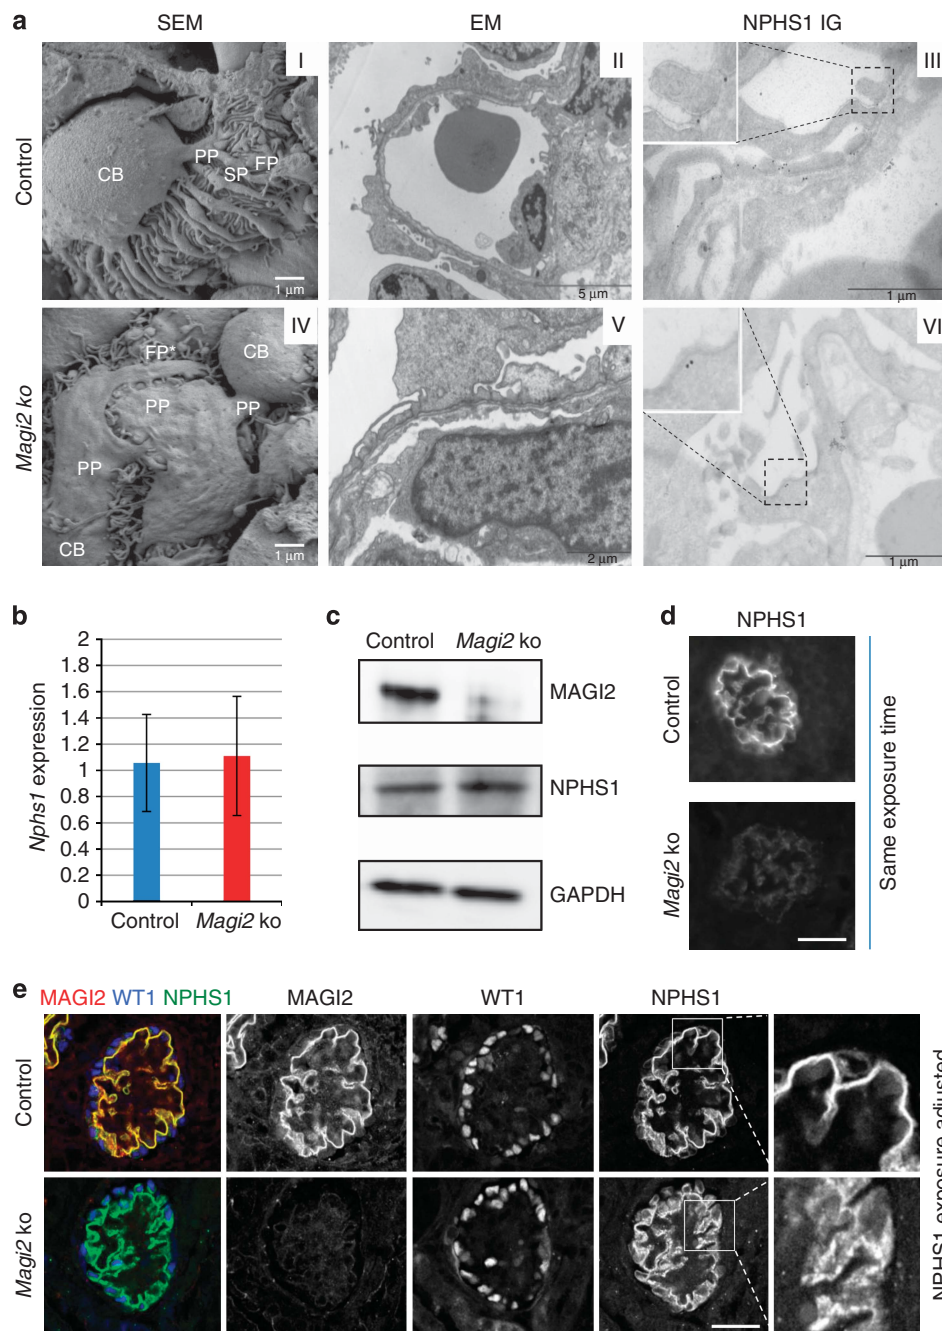 a
SEM EM NPHS1 IG
Control
I
CB PP SP FP
1 μm
II
5 μm
III
1 μm
Magi2 ko
IV
FP* CB
PP PP
PP
CB
1 μm
V
2 μm
VI
1 μm
b
Nphs1 expression
2
1.8
1.6
1.4
1.2
1
0.8
0.6
0.4
0.2
0
Control Magi2 ko
c
Control Magi2 ko
MAGI2
NPHS1
GAPDH
d
NPHS1
Control
Magi2 ko
Same exposure time
e
MAGI2 WT1 NPHS1 MAGI2 WT1 NPHS1
Control
Magi2 ko
NPHS1 exposure adjusted